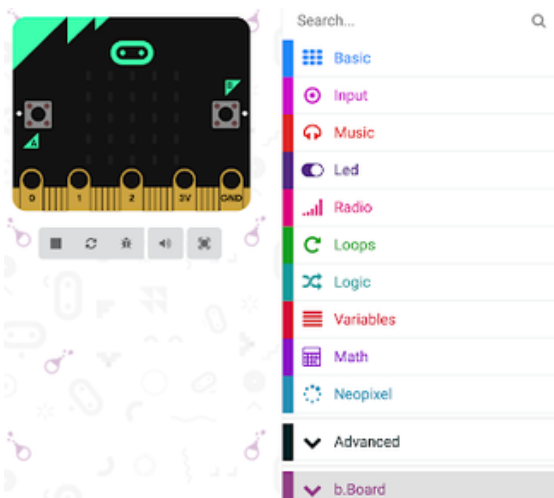 Search...
Basic
Input
Music
Led
Radio
Loops
Logic
Variables
Math
Neopixel
Advanced
b.Board
B
A
0 1 2 3V GND